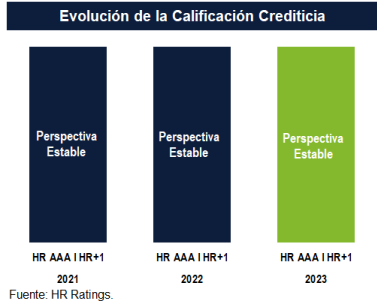 Evolución de la Calificación Crediticia
Perspectiva
Estable
Perspectiva
Estable
Perspectiva
Estable
HR AAA l HR+1
HR AAA l HR+1
HR AAA l HR+1
2021
2022
2023
Fuente: HR Ratings.